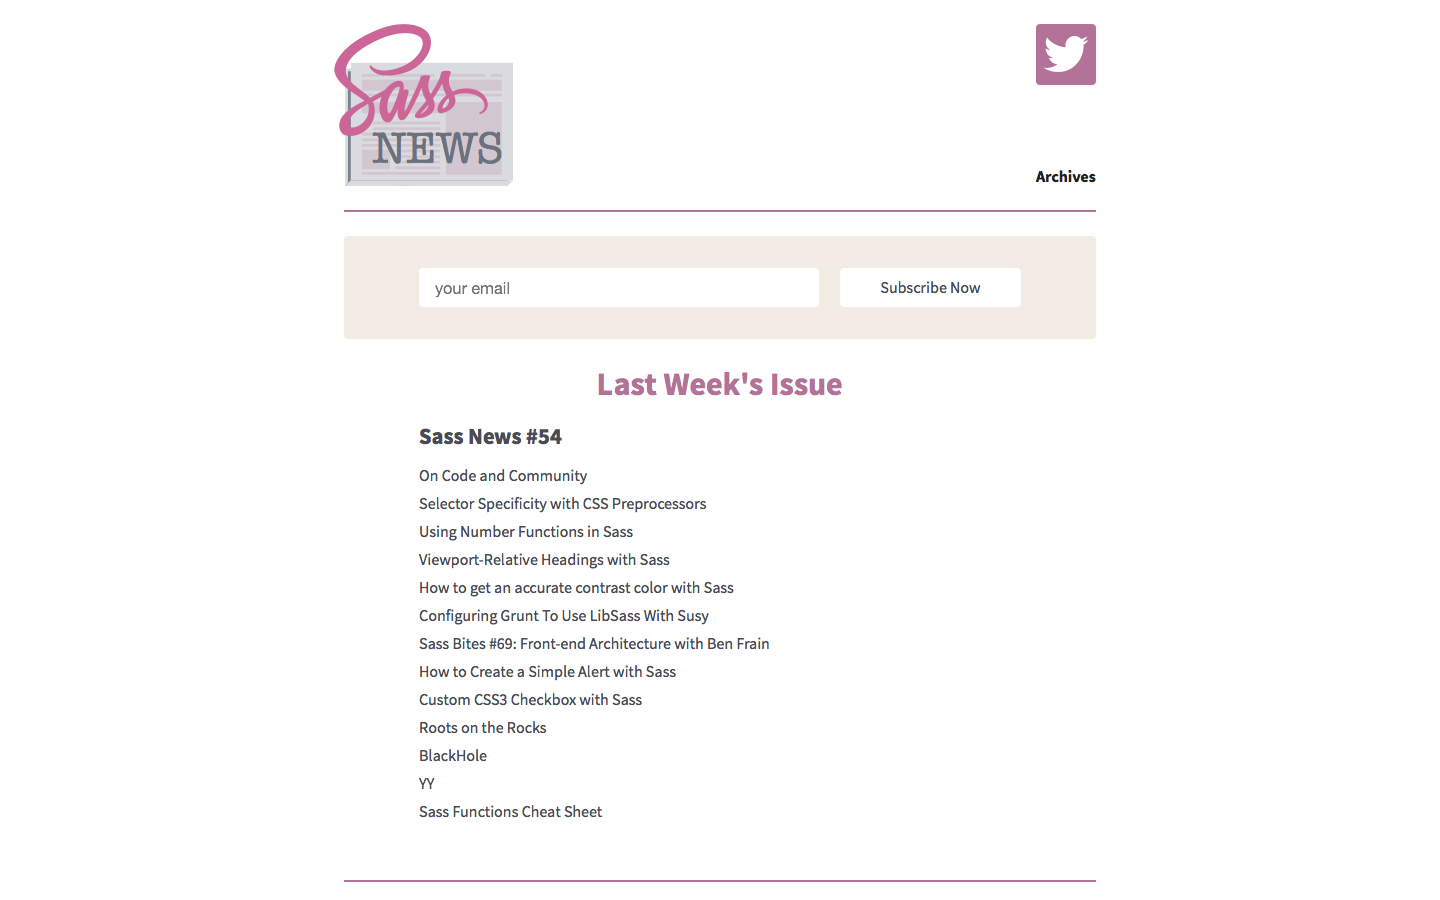 Sass
NEWS
Archives
your email
Subscribe Now
Last Week's Issue
Sass News #54
On Code and Community
Selector Specificity with CSS Preprocessors
Using Number Functions in Sass
Viewport-Relative Headings with Sass
How to get an accurate contrast color with Sass
Configuring Grunt To Use LibSass With Susy
Sass Bites #69: Front-end Architecture with Ben Frain
How to Create a Simple Alert with Sass
Custom CSS3 Checkbox with Sass
Roots on the Rocks
BlackHole
YY
Sass Functions Cheat Sheet